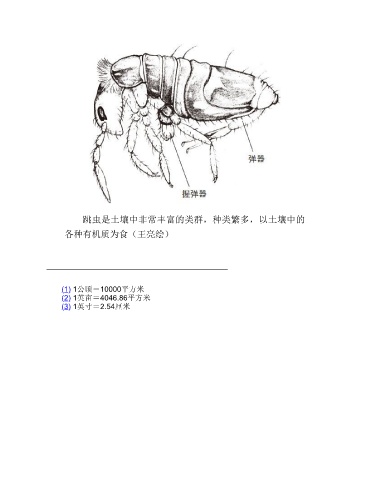 弹器
握弹器
跳虫是土壤中非常丰富的类群，种类繁多，以土壤中的
各种有机质为食（王亮绘）
(1) 1公顷＝10000平方米
(2) 1英亩＝4046.86平方米
(3) 1英寸＝2.54厘米